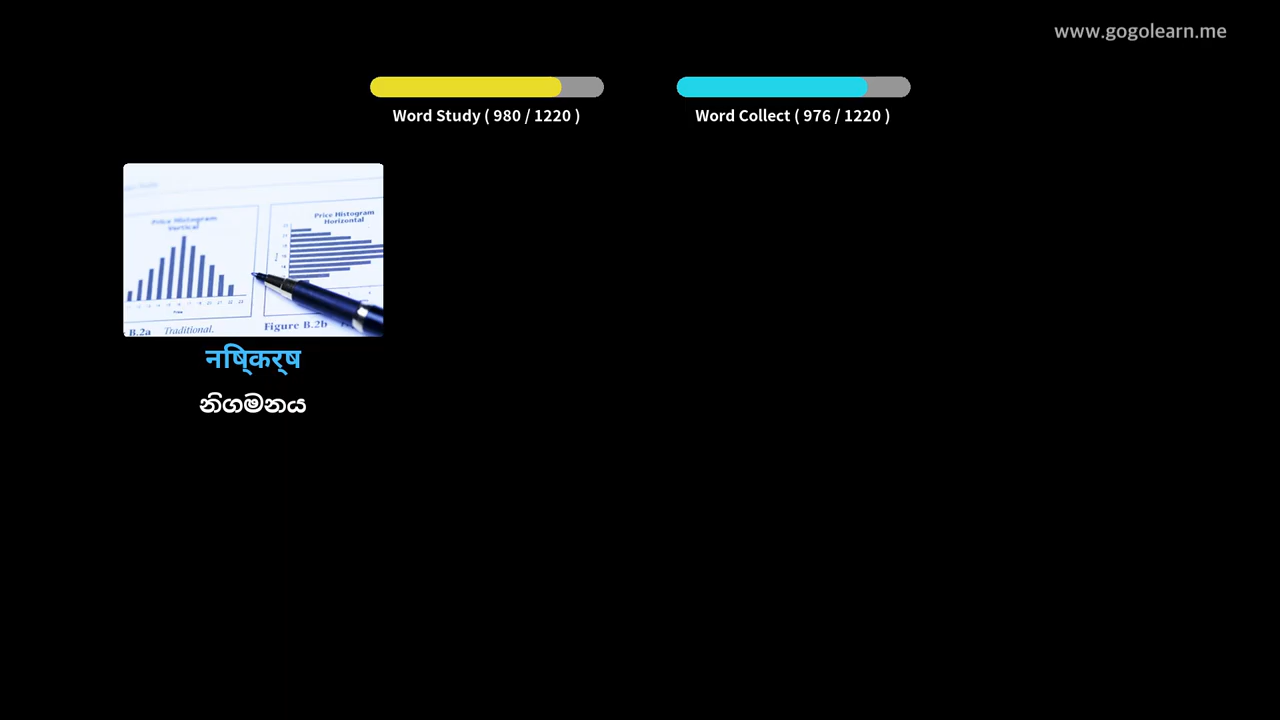 www.gogolearn.me
Word Study ( 980 / 1220 )
Word Collect ( 976 / 1220 )
Price Histogram
Vertical
Price Histogram
Horizontal
B.2a Traditional.
Figure B.2b
निष्कर्ष
නිගමනය